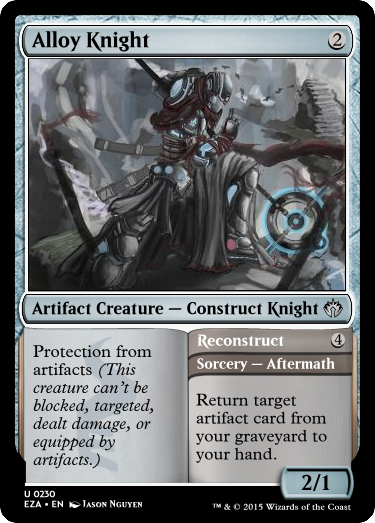 Alloy Knight 2
Artifact Creature — Construct Knight
Protection from
artifacts (This
creature can't be
blocked, targeted,
dealt damage, or
equipped by
artifacts.)
Reconstruct 4
Sorcery — Aftermath
Return target
artifact card from
your graveyard to
your hand.
2/1
U 0230
EZA • EN Jason Nguyen
™ & © 2015 Wizards of the Coast